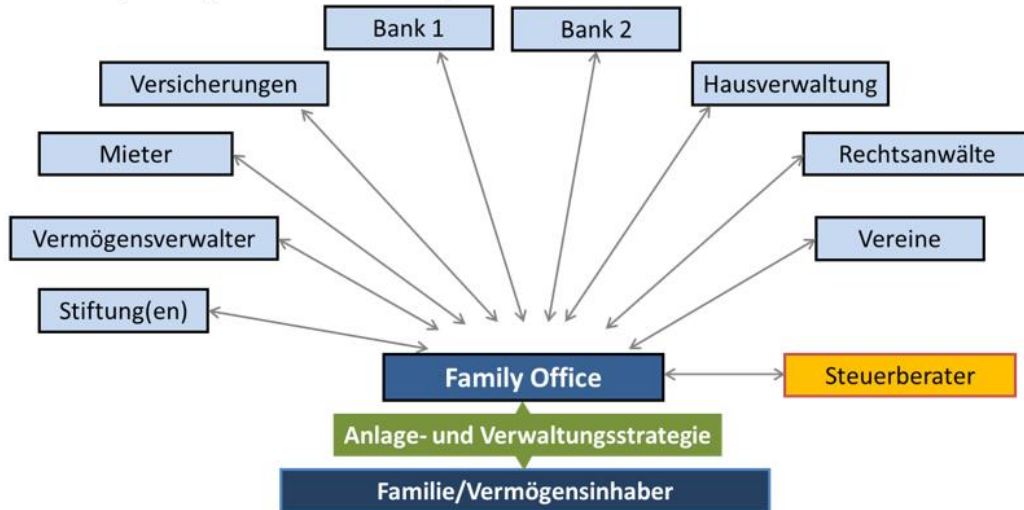 Bank 1
Bank 2
Versicherungen
Hausverwaltung
Mieter
Rechtsanwälte
Vermögensverwalter
Vereine
Stiftung(en)
Family Office
Steuerberater
Anlage- und Verwaltungsstrategie
Familie/Vermögensinhaber